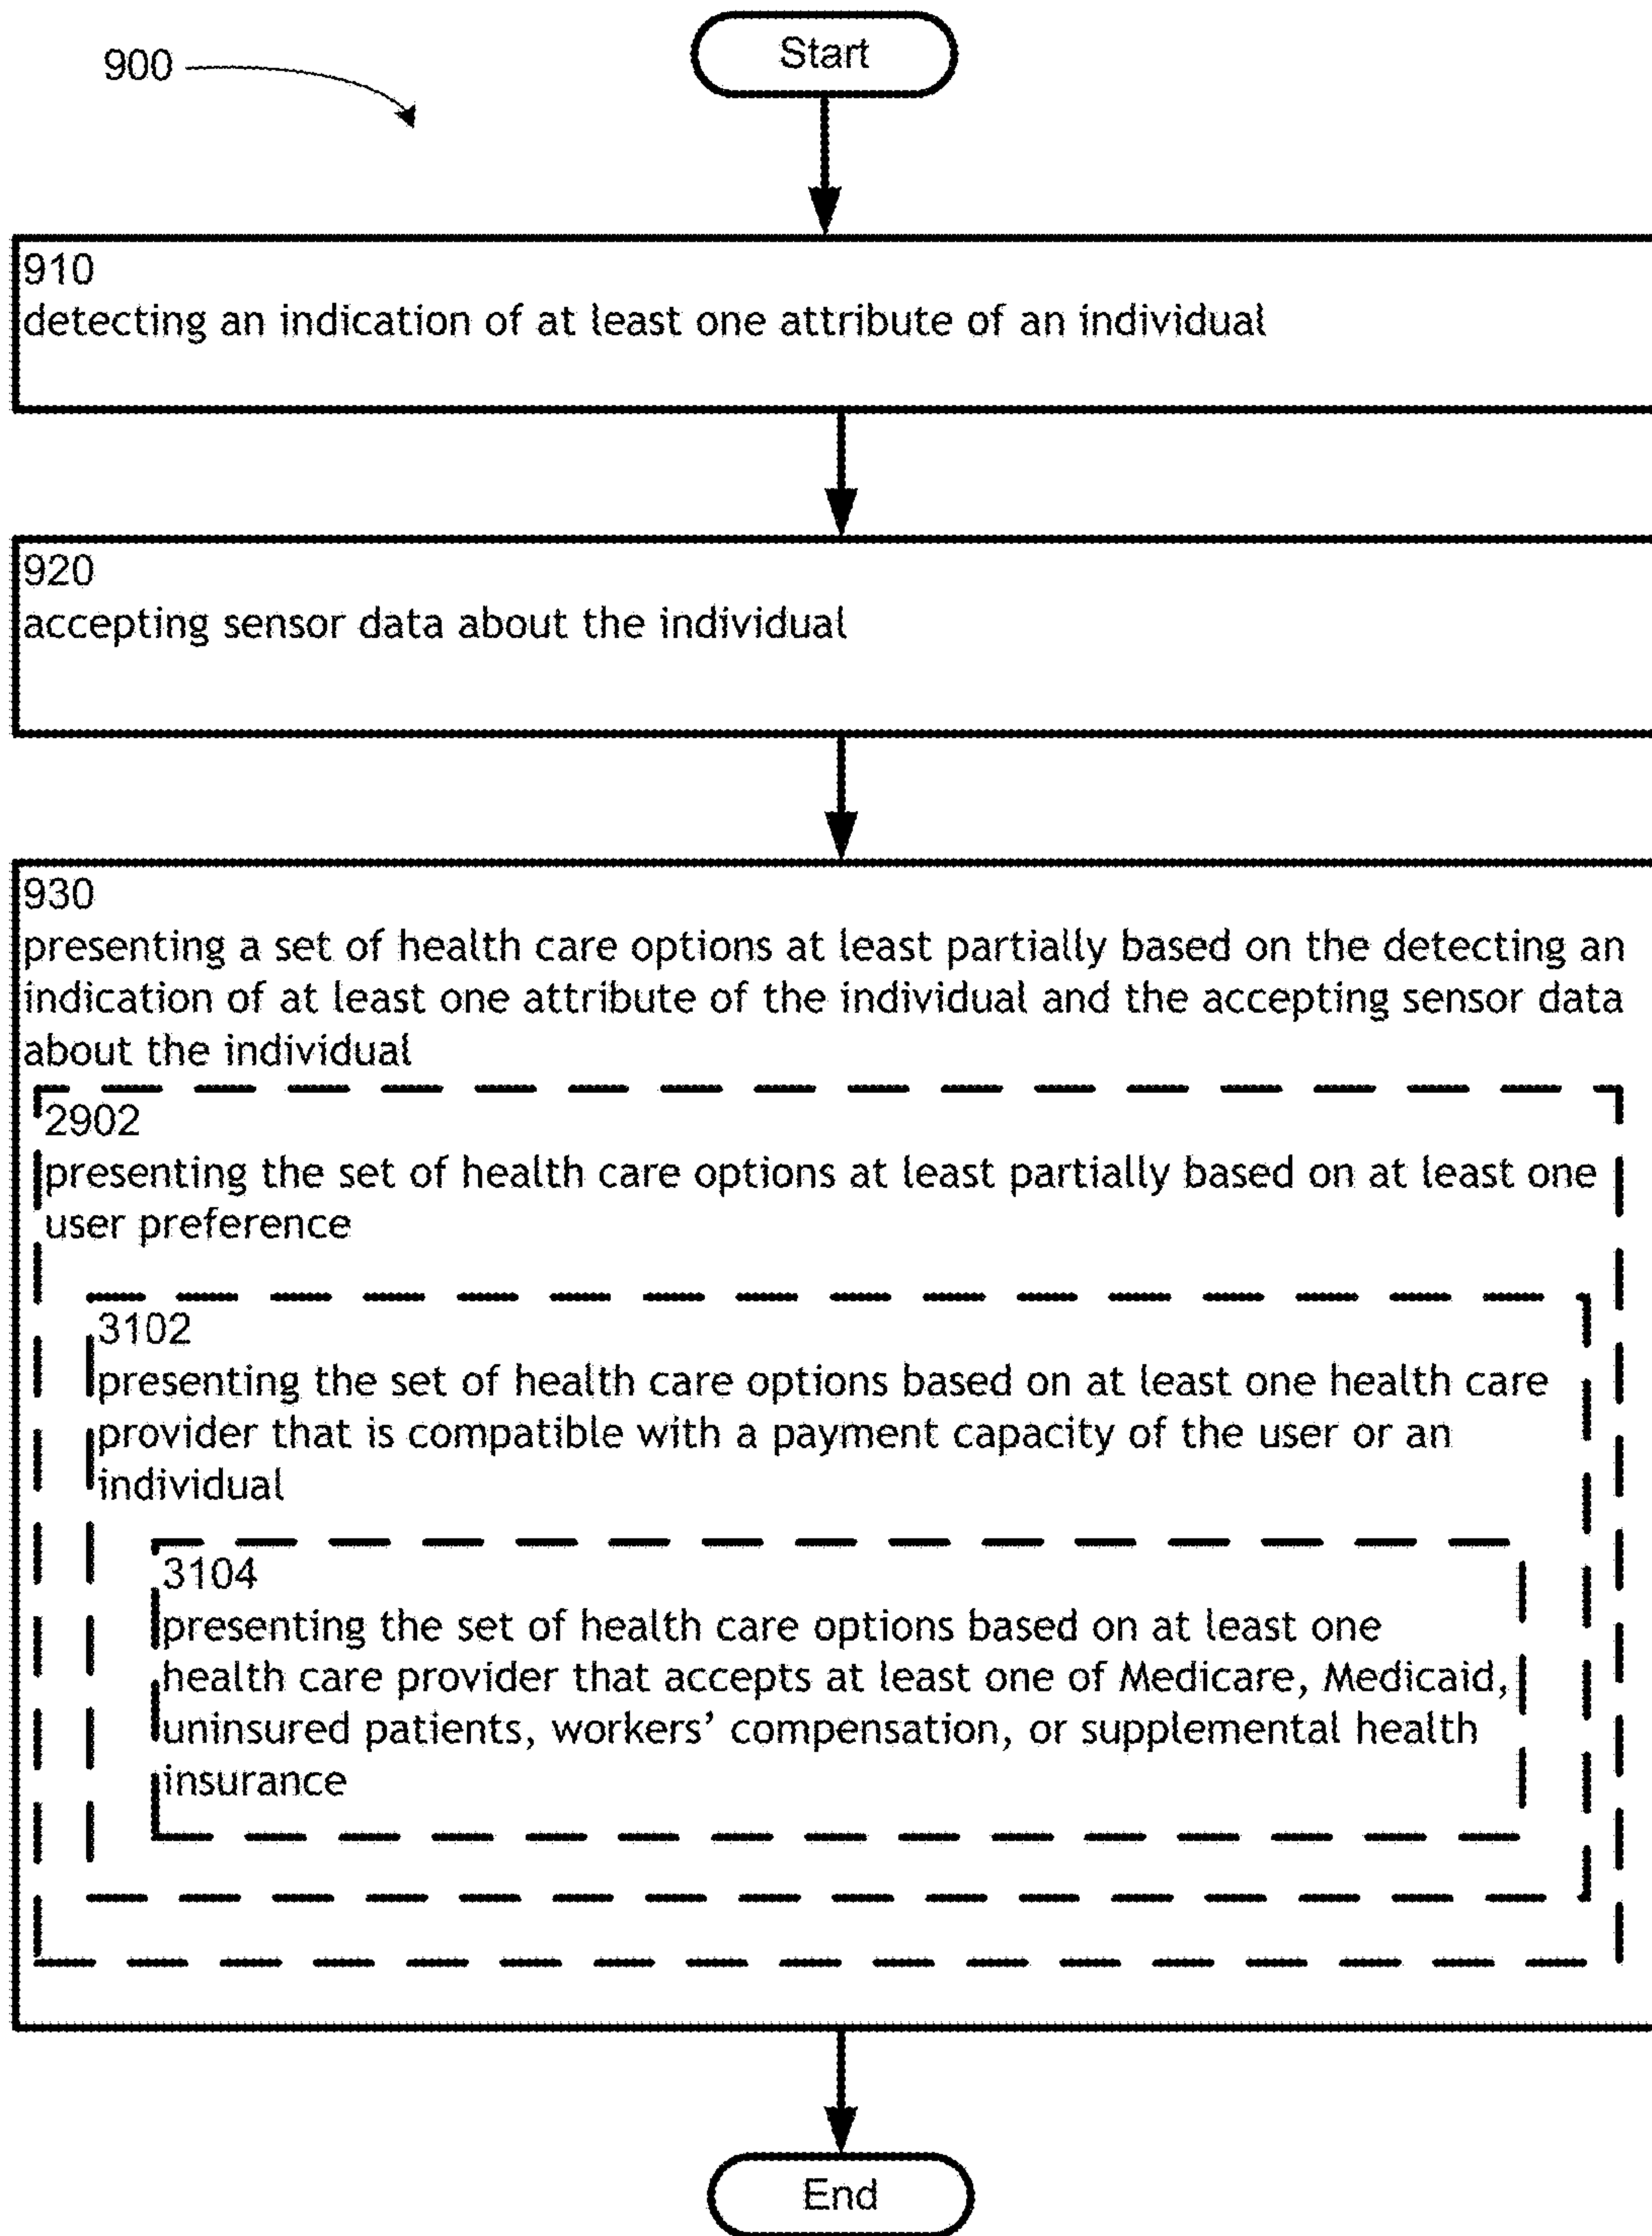 900
Start
910
detecting an indication of at least one attribute of an individual
920
accepting sensor data about the individual
930
presenting a set of health care options at least partially based on the detecting an
indication of at least one attribute of the individual and the accepting sensor data
about the individual
2902
presenting the set of health care options at least partially based on at least one
user preference
3102
presenting the set of health care options based on at least one health care
provider that is compatible with a payment capacity of the user or an
individual
3104
presenting the set of health care options based on at least one
health care provider that accepts at least one of Medicare, Medicaid,
uninsured patients, workers’ compensation, or supplemental health
insurance
End